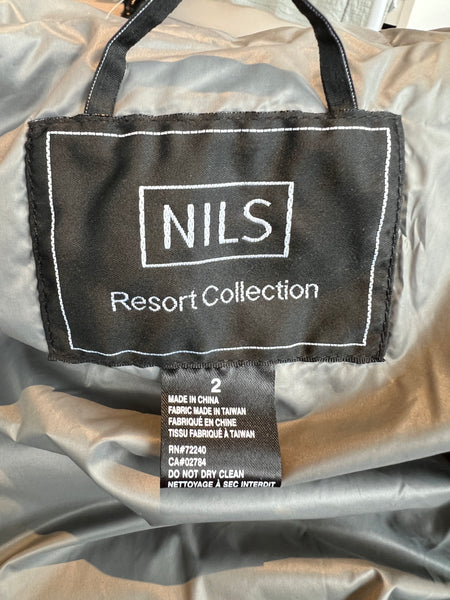 NILS
Resort Collection
2
MADE IN CHINA
FABRIC MADE IN TAIWAN
FABRIQUÉ EN CHINE
TISSU FABRIQUÉ À TAIWAN
RN#72240
CA#02784
DO NOT DRY CLEAN
NETTOYAGE À SEC INTERDIT